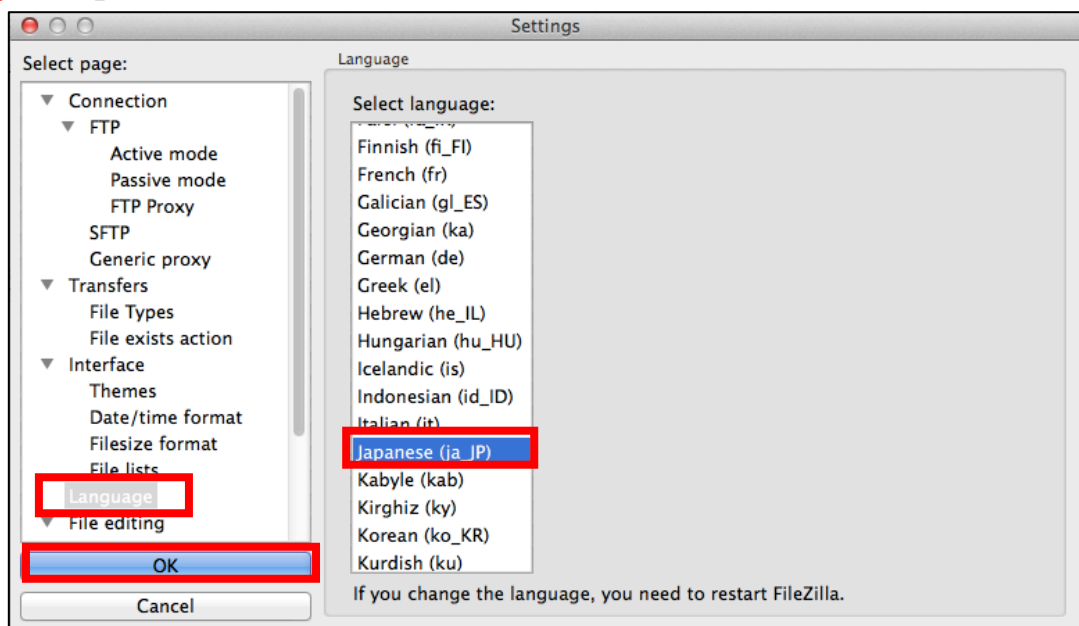 Settings
Select page:
Connection
FTP
Active mode
Passive mode
FTP Proxy
SFTP
Generic proxy
Transfers
File Types
File exists action
Interface
Themes
Date/time format
Filesize format
File lists
Language
File editing
OK
Cancel
Language
Select language:
Finnish (fi_FI)
French (fr)
Galician (gl_ES)
Georgian (ka)
German (de)
Greek (el)
Hebrew (he_IL)
Hungarian (hu_HU)
Icelandic (is)
Indonesian (id_ID)
Italian (it)
Japanese (ja_JP)
Kabyle (kab)
Kirghiz (ky)
Korean (ko_KR)
Kurdish (ku)
If you change the language, you need to restart FileZilla.